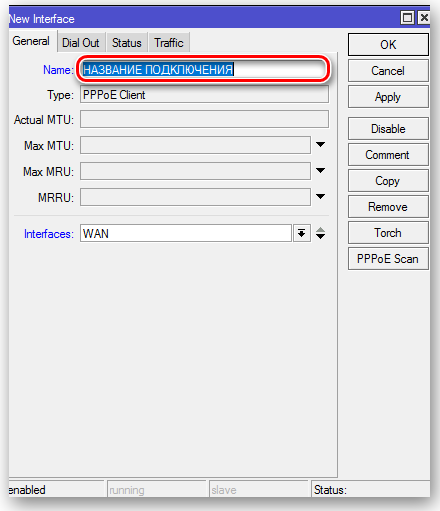 New Interface
General Dial Out Status Traffic
OK
Name: НАЗВАНИЕ ПОДКЛЮЧЕНИЯ
Cancel
Type: PPPoE Client
Apply
Actual MTU:
Max MTU:
Disable
Max MRU:
Comment
MRRU:
Copy
Remove
Interfaces: WAN
Torch
PPPoE Scan
enabled running slave Status: